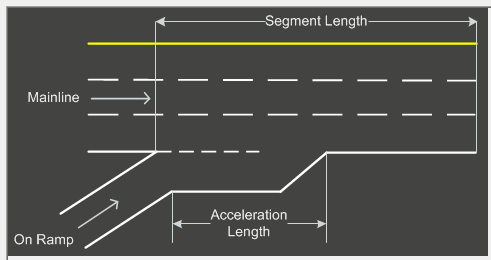 Segment Length
Mainline
Acceleration
Length
On Ramp